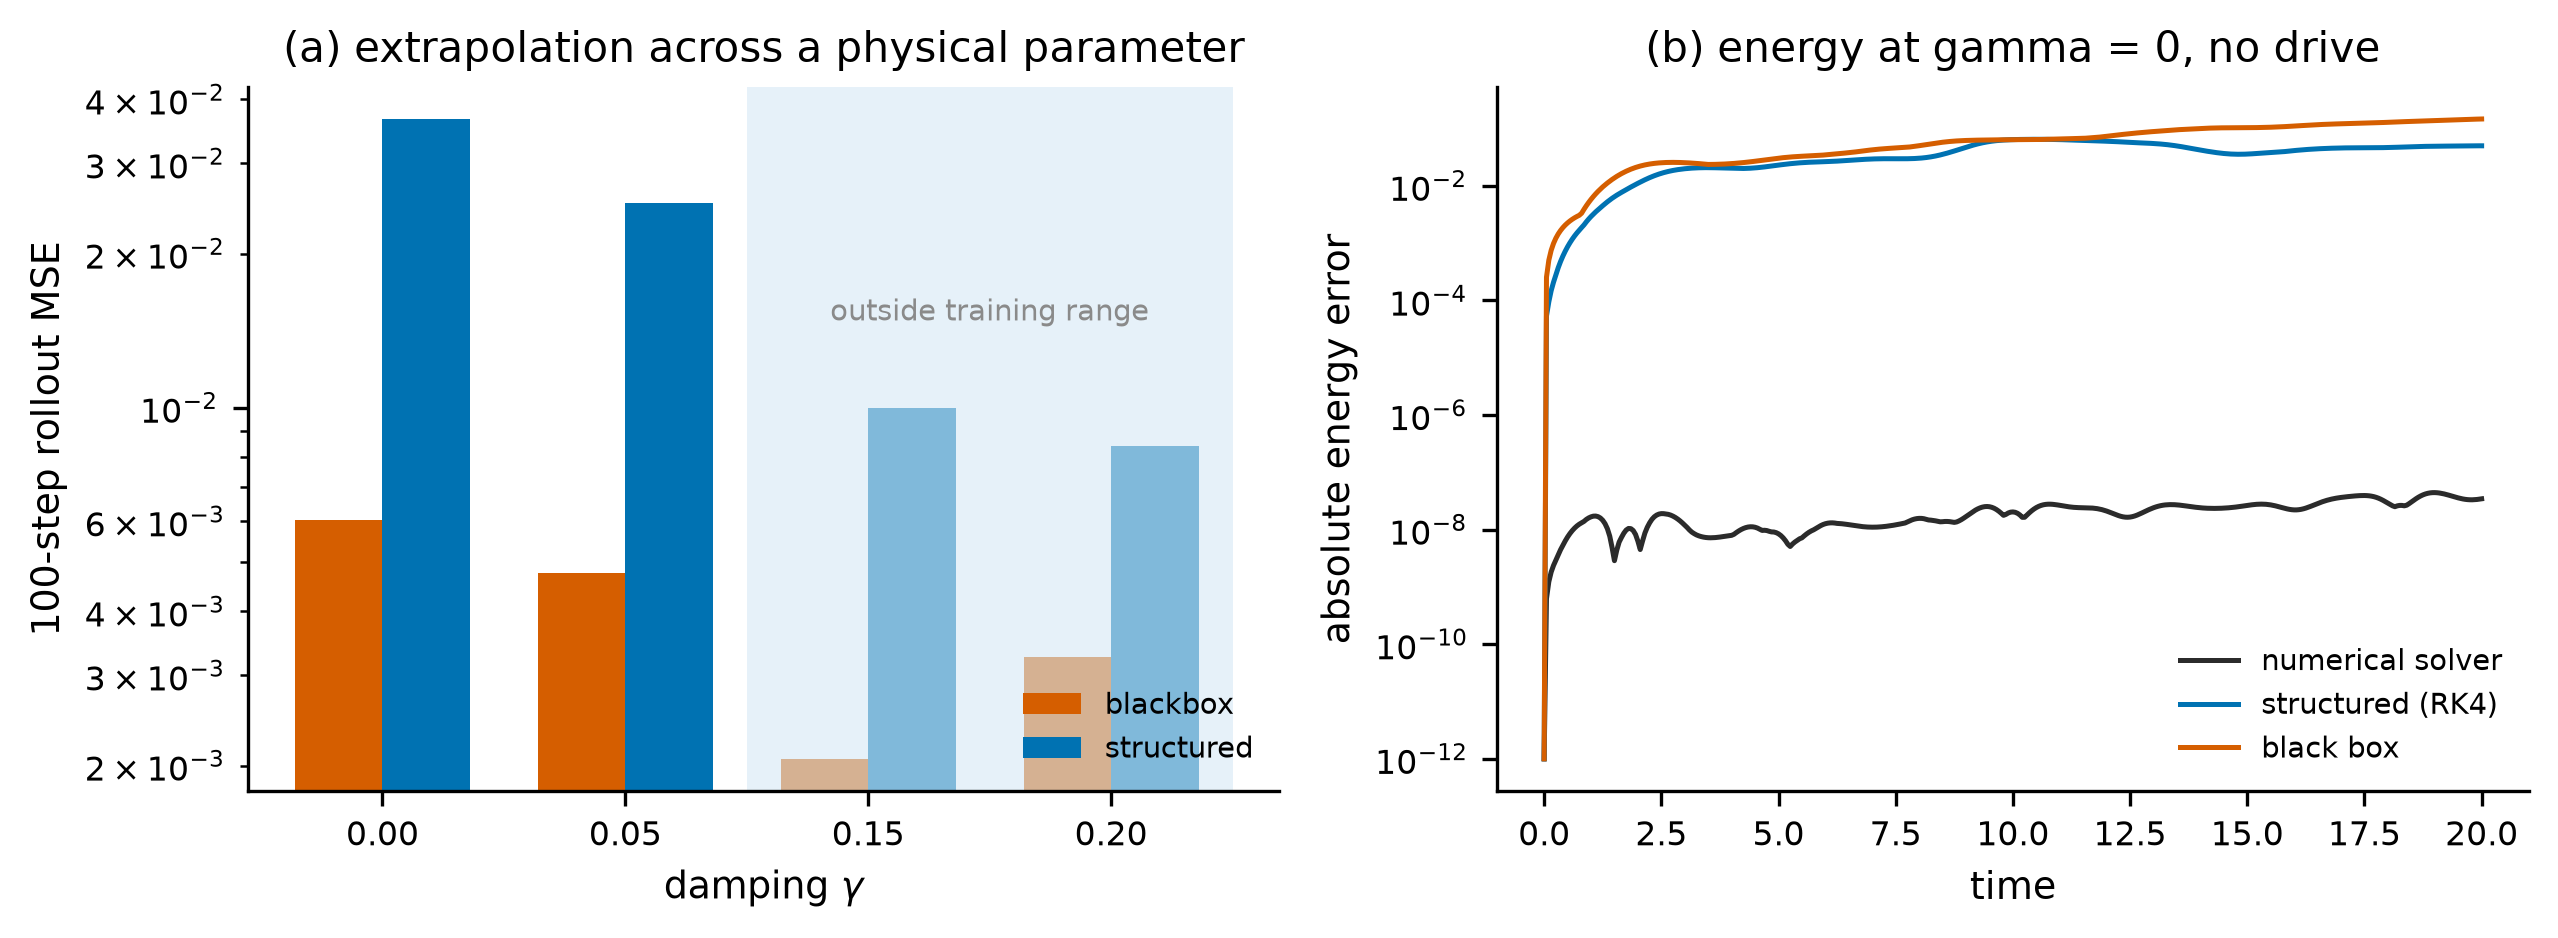 (a) extrapolation across a physical parameter
100-step rollout MSE
4 × 10⁻²
3 × 10⁻²
2 × 10⁻²
10⁻²
6 × 10⁻³
4 × 10⁻³
3 × 10⁻³
2 × 10⁻³
outside training range
blackbox
structured
0.00 0.05 0.15 0.20
damping γ
(b) energy at gamma = 0, no drive
absolute energy error
10⁻²
10⁻⁴
10⁻⁶
10⁻⁸
10⁻¹⁰
10⁻¹²
numerical solver
structured (RK4)
black box
0.0 2.5 5.0 7.5 10.0 12.5 15.0 17.5 20.0
time